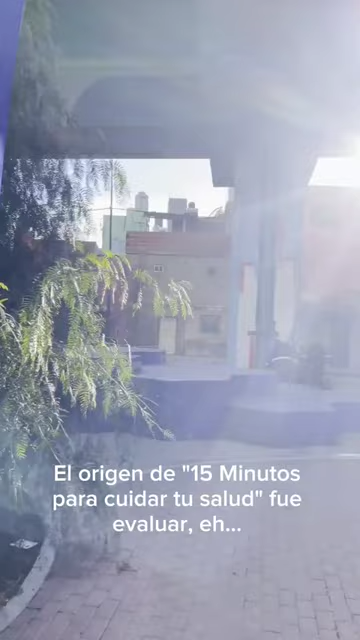 El origen de "15 Minutos
para cuidar tu salud" fue
evaluar, eh...